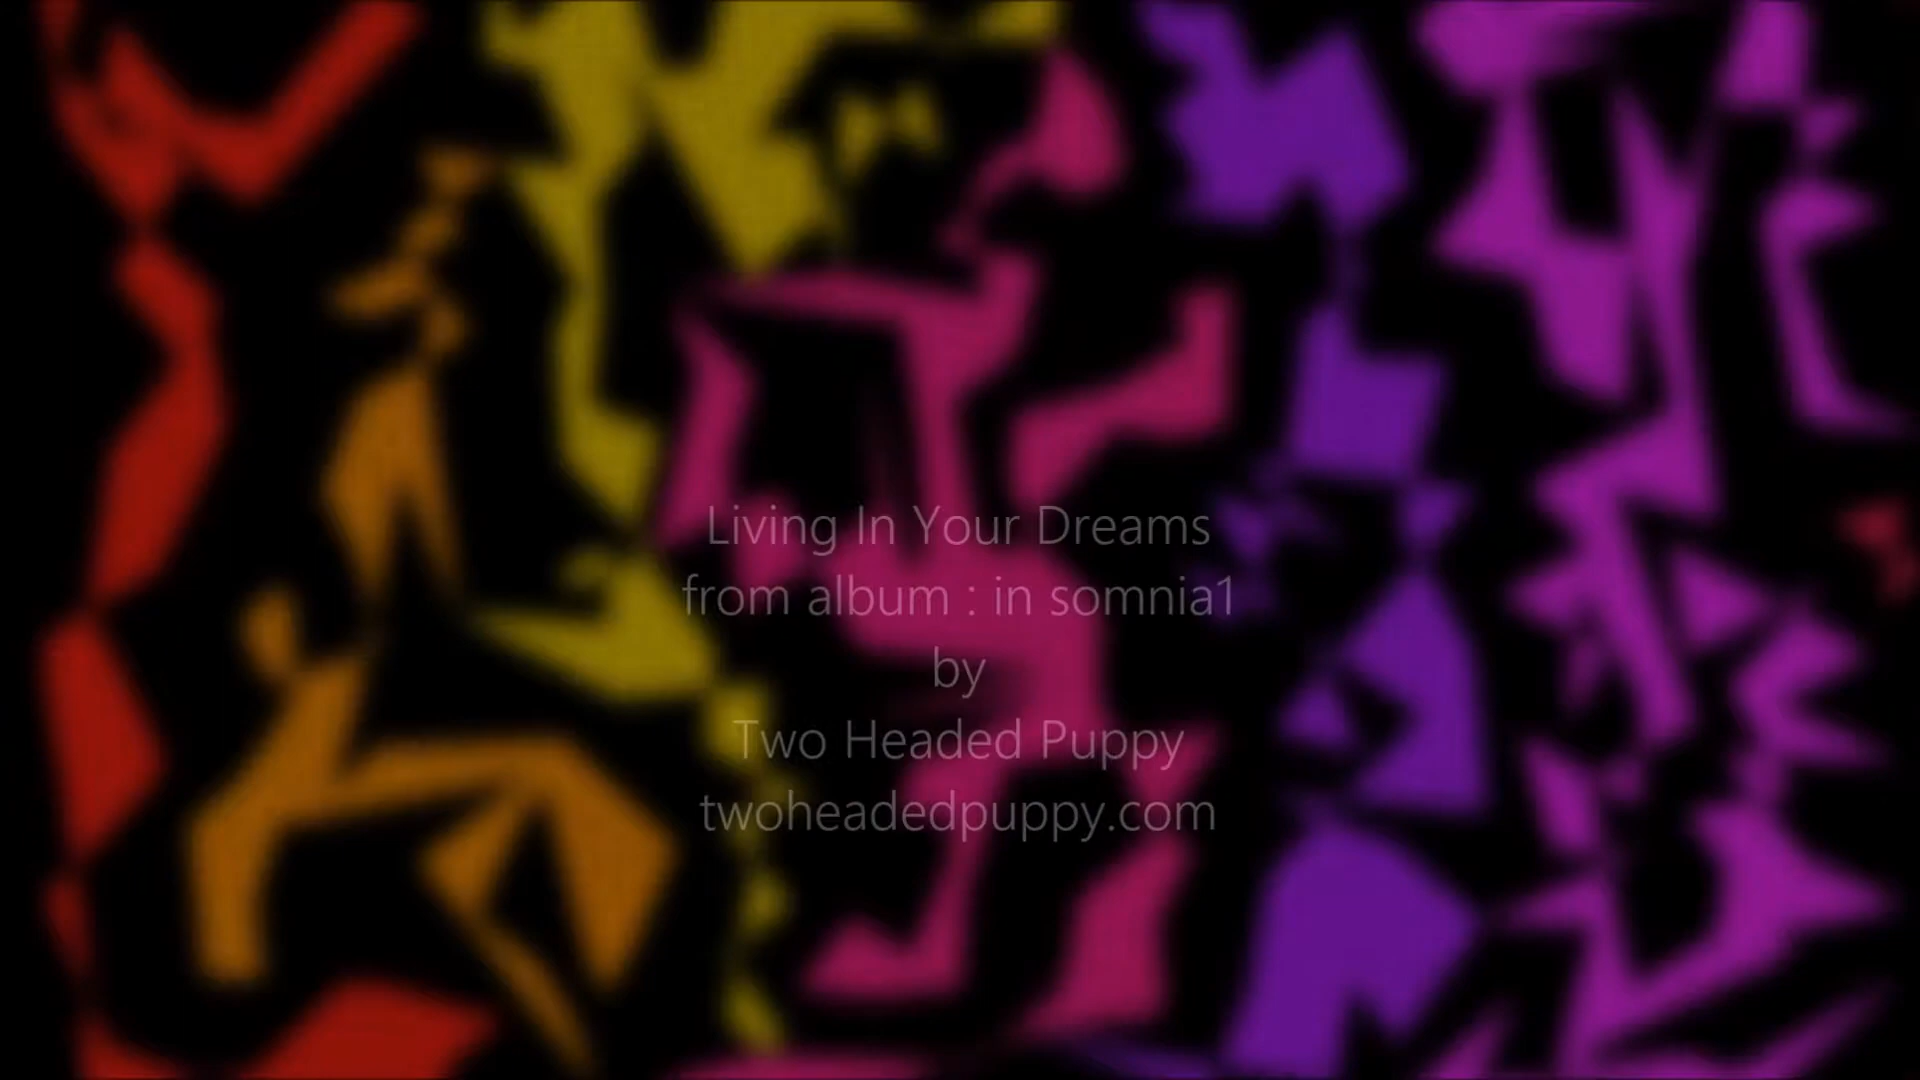 Living In Your Dreams
from album : in somnia1
by
Two Headed Puppy
twoheadedpuppy.com